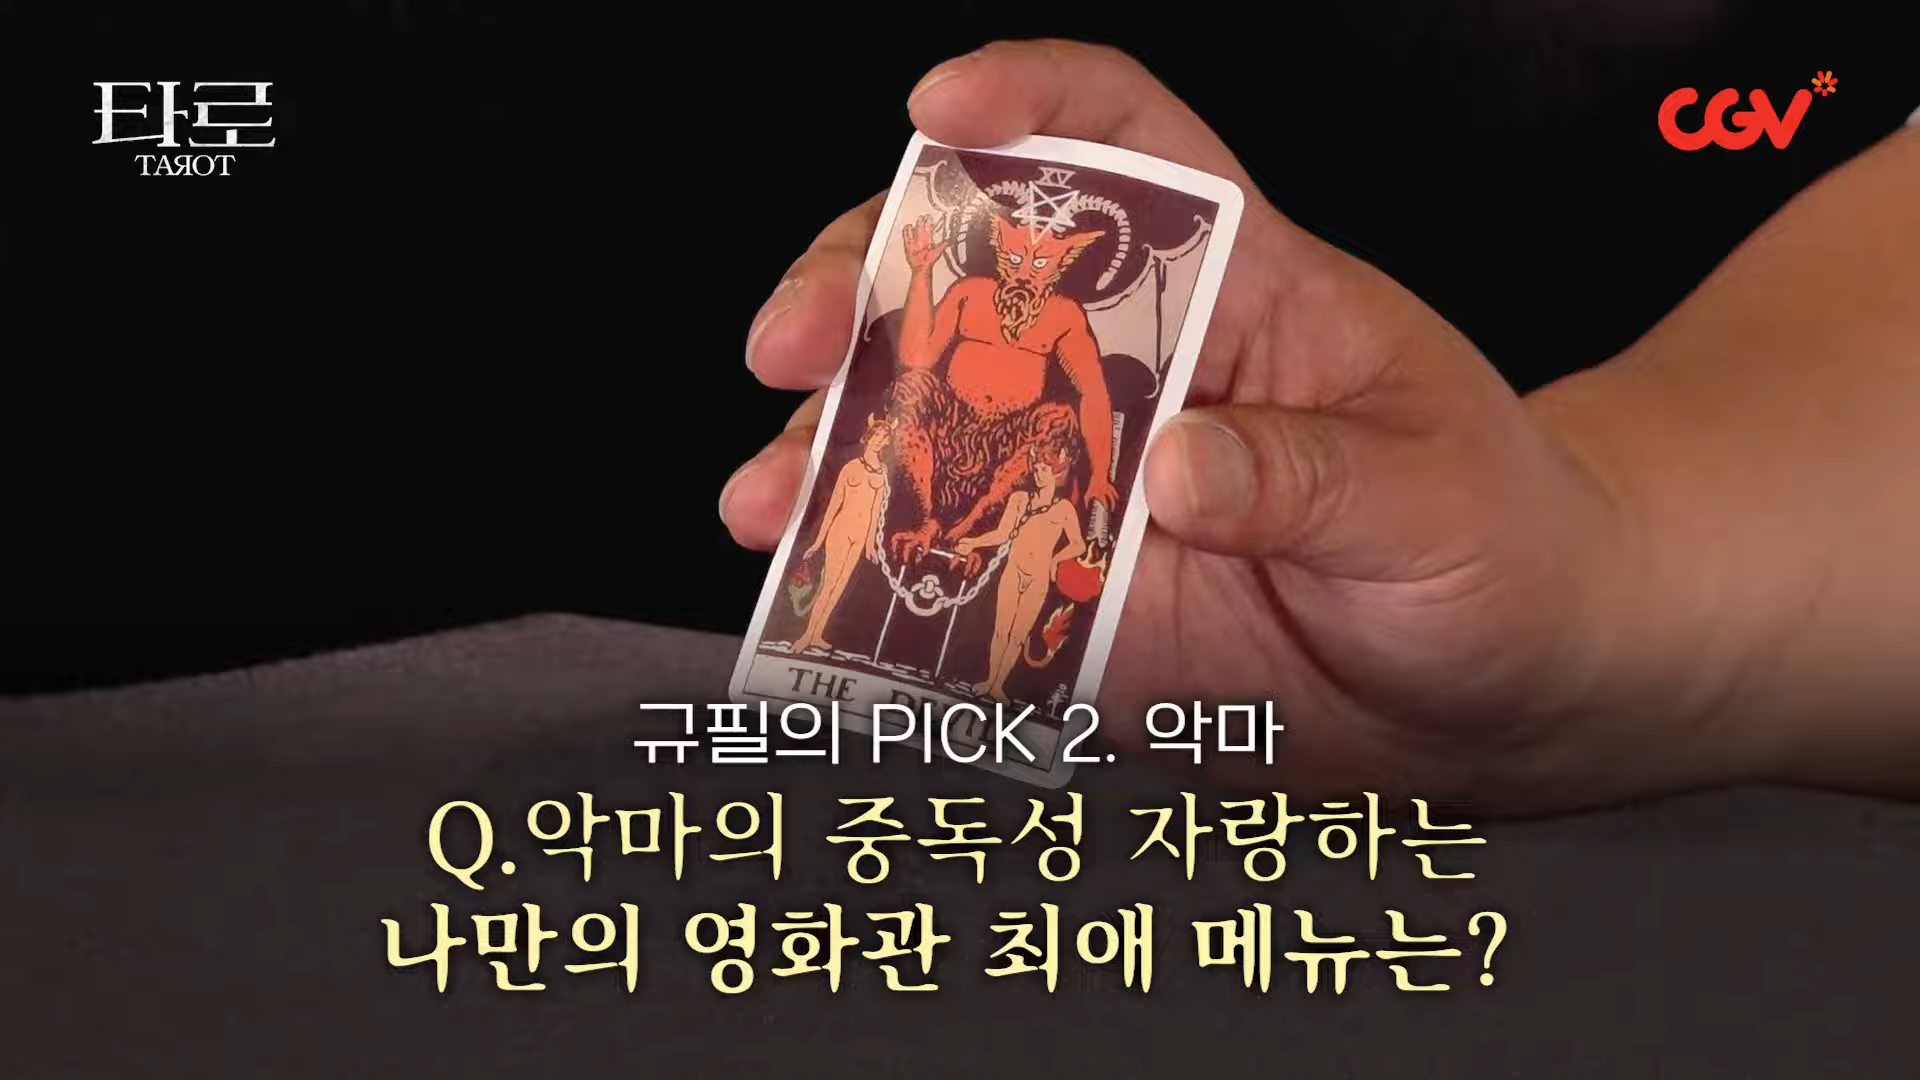 타로
TAROT
CGV
XV
THE DEVIL
규필의 PICK 2. 악마
Q.악마의 중독성 자랑하는
나만의 영화관 최애 메뉴는?